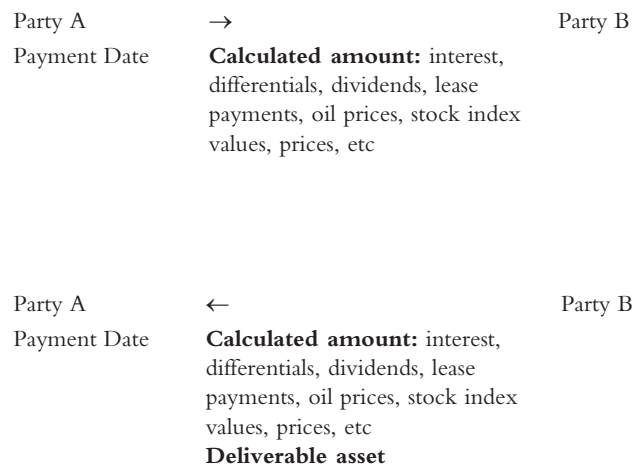 Party A → Party B
Payment Date Calculated amount: interest,
differentials, dividends, lease
payments, oil prices, stock index
values, prices, etc
Party A ← Party B
Payment Date Calculated amount: interest,
differentials, dividends, lease
payments, oil prices, stock index
values, prices, etc
Deliverable asset